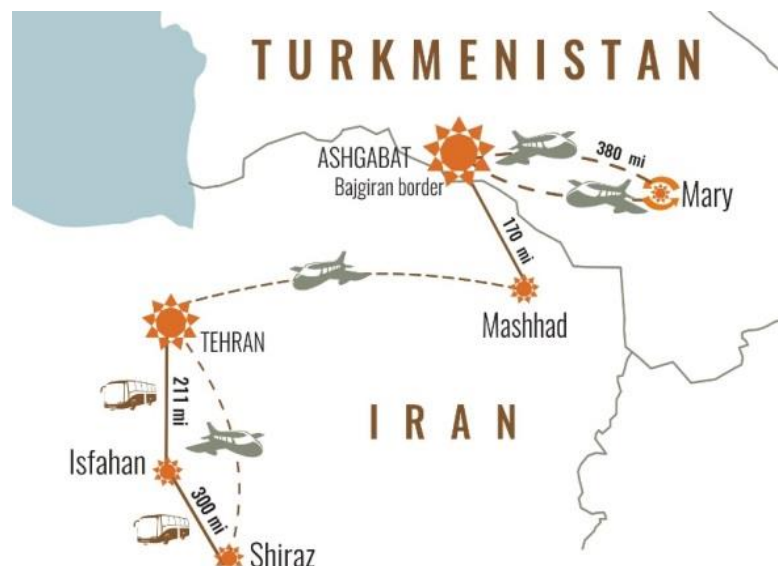 TURKMENISTAN
ASHGABAT
Bajgiran border
380 mi
Mary
170 mi
Mashhad
TEHRAN
211 mi
IRAN
Isfahan
300 mi
Shiraz